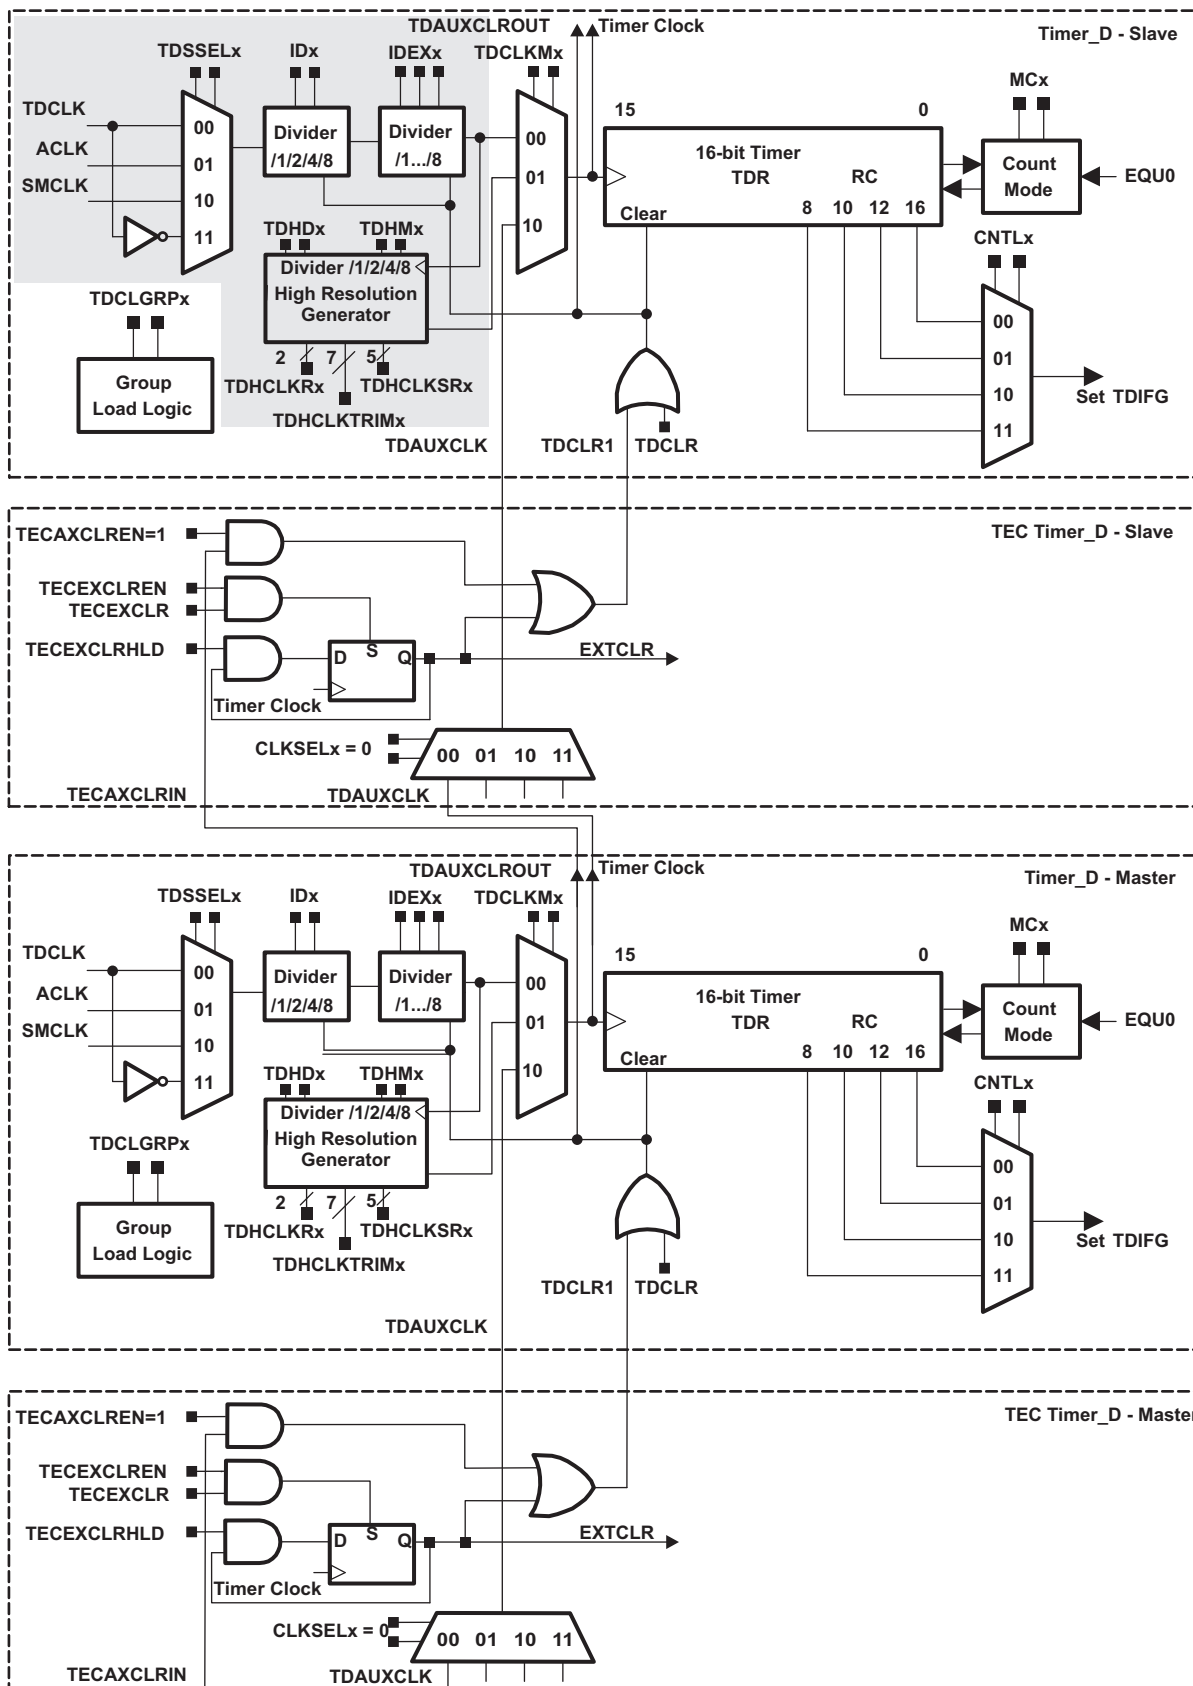 TDAUXCLROUT
Timer Clock
Timer_D - Slave
TDSSELx
IDx
IDEXx
TDCLKMx
MCx
TDCLK
ACLK
SMCLK
00
01
10
11
Divider
/1/2/4/8
Divider
/1.../8
00
01
10
15
0
16-bit Timer
TDR
RC
8
10
12
16
Clear
Count
Mode
EQU0
TDHDx
TDHMx
Divider /1/2/4/8
High Resolution
Generator
2
7
5
TDHCLKRx
TDHCLKSRx
TDHCLKTRIMx
TDCLGRPx
Group
Load Logic
CNTLx
00
01
10
11
Set TDIFG
TDAUXCLK
TDCLR1
TDCLR
TEC Timer_D - Slave
TECAXCLREN=1
TECEXCLREN
TECEXCLR
TECEXCLRHLD
D
S
Q
EXTCLR
Timer Clock
CLKSELx = 0
00
01
10
11
TECAXCLRIN
TDAUXCLK
TDAUXCLROUT
Timer Clock
Timer_D - Master
TDSSELx
IDx
IDEXx
TDCLKMx
MCx
TDCLK
ACLK
SMCLK
00
01
10
11
Divider
/1/2/4/8
Divider
/1.../8
00
01
10
15
0
16-bit Timer
TDR
RC
8
10
12
16
Clear
Count
Mode
EQU0
TDHDx
TDHMx
Divider /1/2/4/8
High Resolution
Generator
2
7
5
TDHCLKRx
TDHCLKSRx
TDHCLKTRIMx
TDCLGRPx
Group
Load Logic
CNTLx
00
01
10
11
Set TDIFG
TDAUXCLK
TDCLR1
TDCLR
TEC Timer_D - Master
TECAXCLREN=1
TECEXCLREN
TECEXCLR
TECEXCLRHLD
D
S
Q
EXTCLR
Timer Clock
CLKSELx = 0
00
01
10
11
TECAXCLRIN
TDAUXCLK